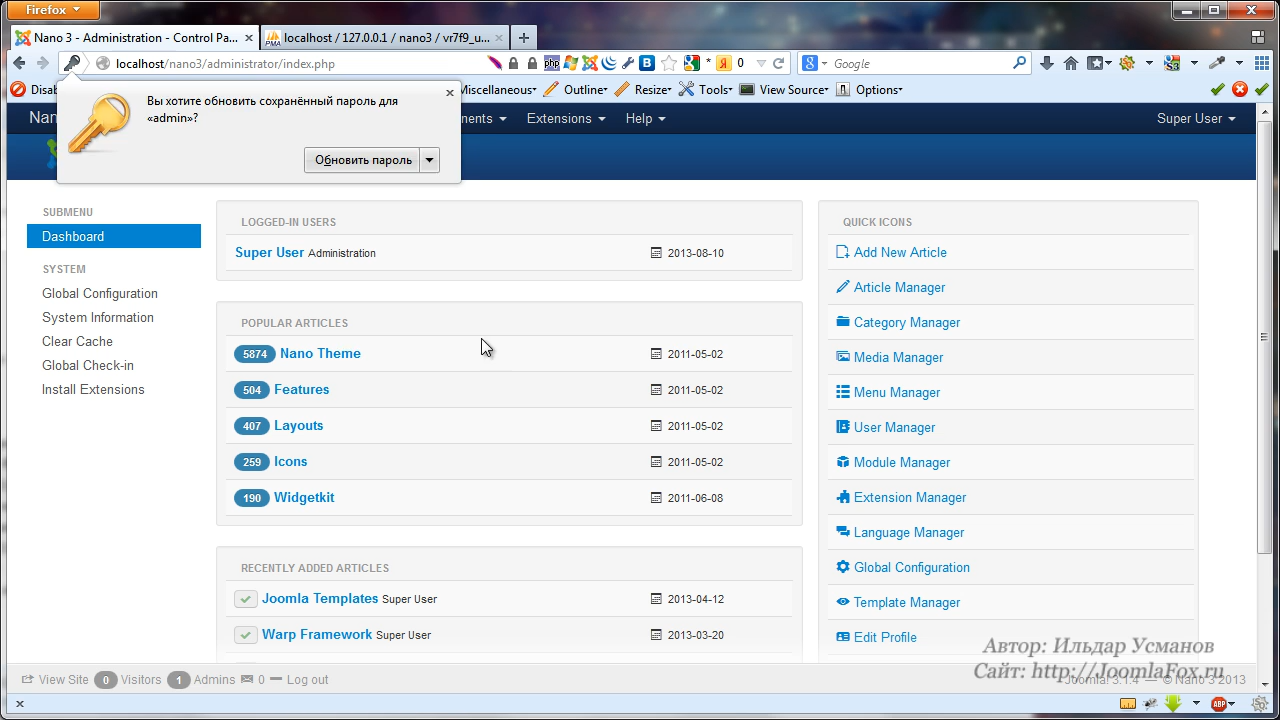 Firefox
Nano 3 - Administration - Control Pa...
localhost / 127.0.0.1 / nano3 / vr7f9_u...
localhost/nano3/administrator/index.php
Google
Miscellaneous
Outline
Resize
Tools
View Source
Options
Вы хотите обновить сохранённый пароль для
«admin»?
Обновить пароль
Extensions
Help
Super User
SUBMENU
Dashboard
SYSTEM
Global Configuration
System Information
Clear Cache
Global Check-in
Install Extensions
LOGGED-IN USERS
Super User Administration 2013-08-10
POPULAR ARTICLES
5874 Nano Theme 2011-05-02
504 Features 2011-05-02
407 Layouts 2011-05-02
259 Icons 2011-05-02
190 Widgetkit 2011-06-08
RECENTLY ADDED ARTICLES
Joomla Templates Super User 2013-04-12
Warp Framework Super User 2013-03-20
QUICK ICONS
Add New Article
Article Manager
Category Manager
Media Manager
Menu Manager
User Manager
Module Manager
Extension Manager
Language Manager
Global Configuration
Template Manager
Edit Profile
Автор: Ильдар Усманов
Сайт: http://JoomlaFox.ru
View Site 0 Visitors 1 Admins 0 Log out
Joomla! 3.1.4 — © Nano 3 2013